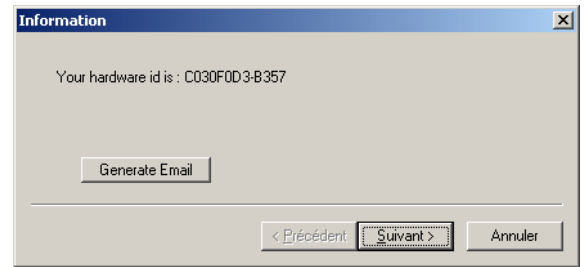 Information
Your hardware id is : C030F0D3-B357
Generate Email
< Précédent
Suivant >
Annuler